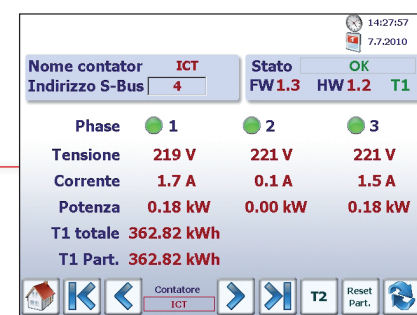 14:27:57
7.7.2010
Nome contator ICT Stato OK
Indirizzo S-Bus 4 FW 1.3 HW 1.2 T1
Phase 1 2 3
Tensione 219 V 221 V 221 V
Corrente 1.7 A 0.1 A 1.5 A
Potenza 0.18 kW 0.00 kW 0.18 kW
T1 totale 362.82 kWh
T1 Part. 362.82 kWh
Contatore T2 Reset
ICT Part.